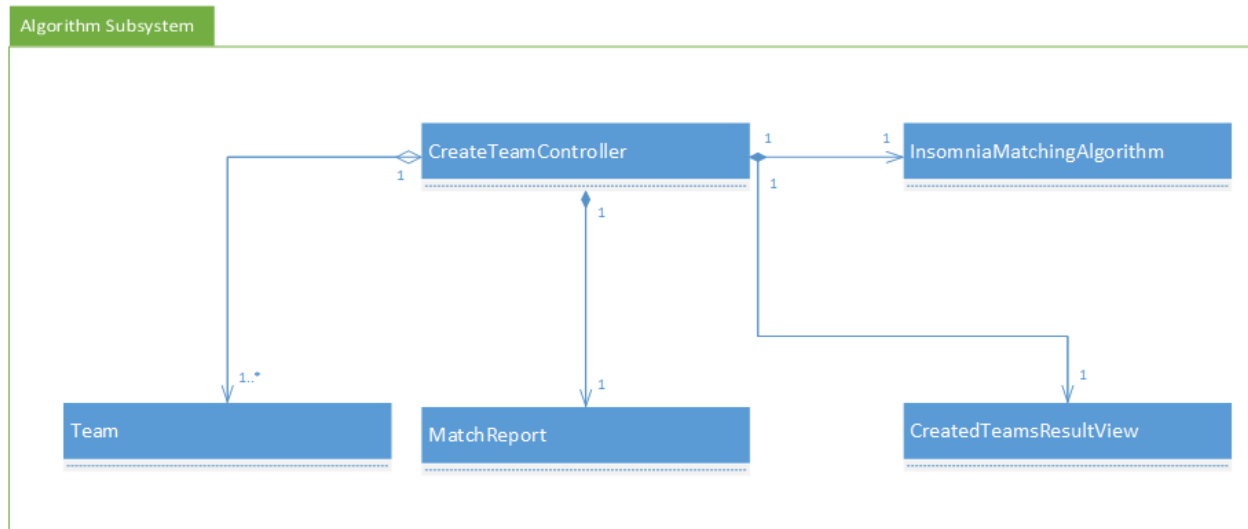 Algorithm Subsystem
CreateTeamController
1
1
InsomniaMatchingAlgorithm
1
1
1
1..*
1
1
Team
MatchReport
CreatedTeamsResultView